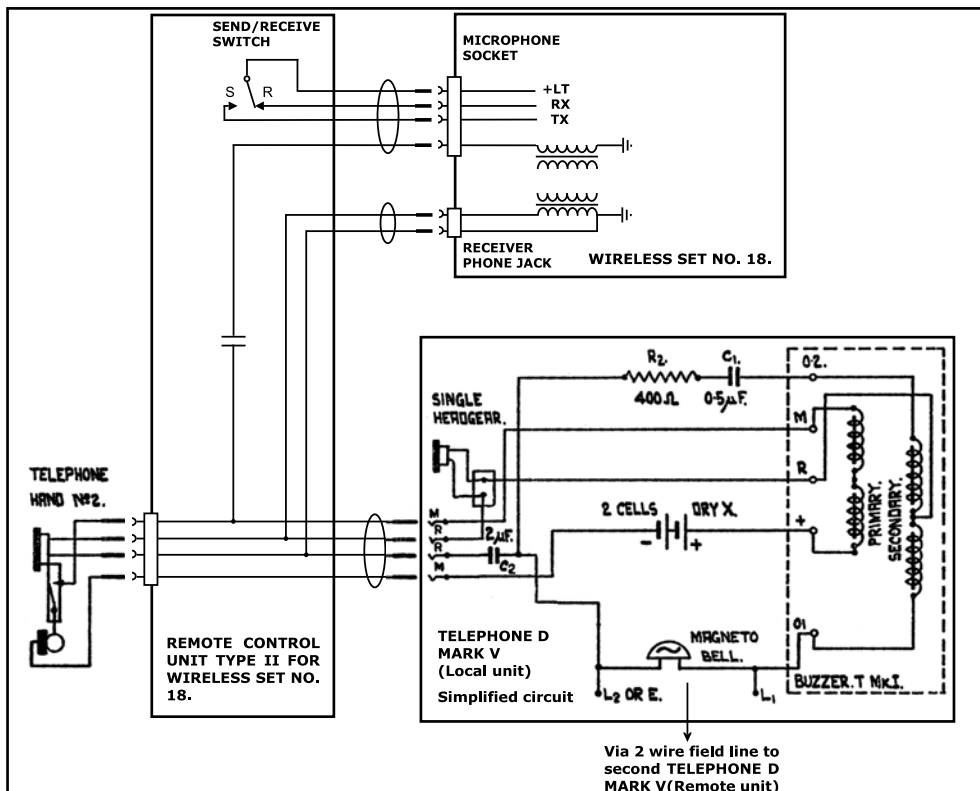 SEND/RECEIVE
SWITCH
S R
MICROPHONE
SOCKET
+LT
RX
TX
RECEIVER
PHONE JACK
WIRELESS SET NO. 18.
TELEPHONE
HAND Nº2.
REMOTE CONTROL
UNIT TYPE II FOR
WIRELESS SET NO.
18.
SINGLE
HEADGEAR.
R2.
400Ω
C1.
0·5µF.
O.2.
M
R
+
O1
M
R
R
M
2µF.
C2
2 CELLS DRY X.
- +
PRIMARY.
SECONDARY.
TELEPHONE D
MARK V
(Local unit)
Simplified circuit
MAGNETO
BELL.
L2 OR E.
L1
BUZZER.T MK.I.
Via 2 wire field line to
second TELEPHONE D
MARK V(Remote unit)